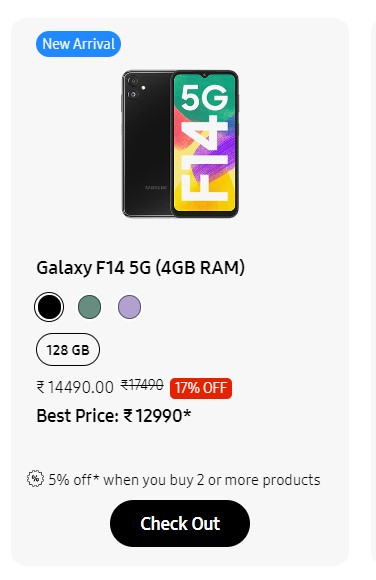 New Arrival
5G
F14
SAMSUNG
Galaxy F14 5G (4GB RAM)
128 GB
₹ 14490.00 ₹17490 17% OFF
Best Price: ₹ 12990*
% 5% off* when you buy 2 or more products
Check Out